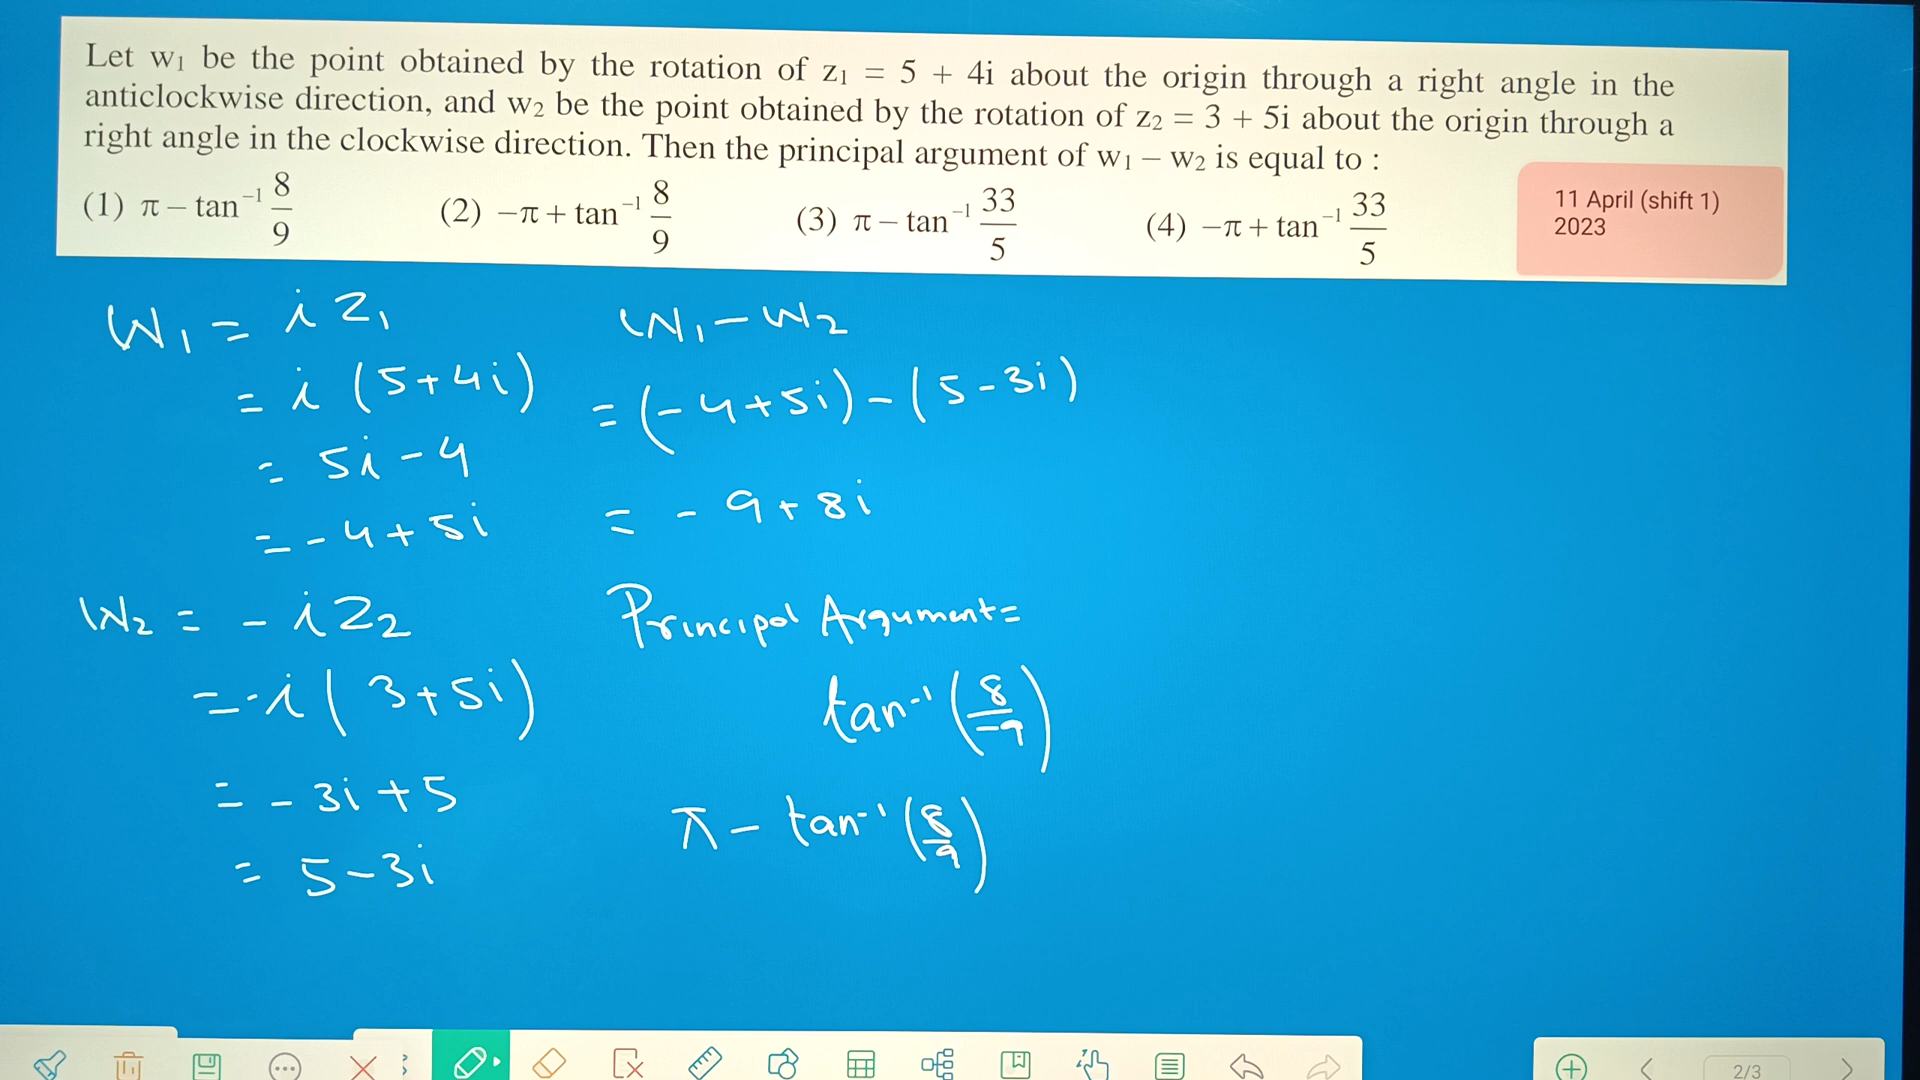 Let w₁ be the point obtained by the rotation of z₁ = 5 + 4i about the origin through a right angle in the
anticlockwise direction, and w₂ be the point obtained by the rotation of z₂ = 3 + 5i about the origin through a
right angle in the clockwise direction. Then the principal argument of w₁ – w₂ is equal to :
(1) π – tan⁻¹ 8/9 (2) –π + tan⁻¹ 8/9 (3) π – tan⁻¹ 33/5 (4) –π + tan⁻¹ 33/5
11 April (shift 1)
2023
W₁ = i z₁
= i (5+4i)
= 5i – 4
= -4+5i
W₂ = - i Z₂
= -i ( 3+5i)
= - 3i + 5
= 5-3i
W₁ – W₂
= (-4+5i) – (5-3i)
= - 9+8i
Principal Argument =
tan⁻¹ (8/-9)
π – tan⁻¹ (8/9)
2/3